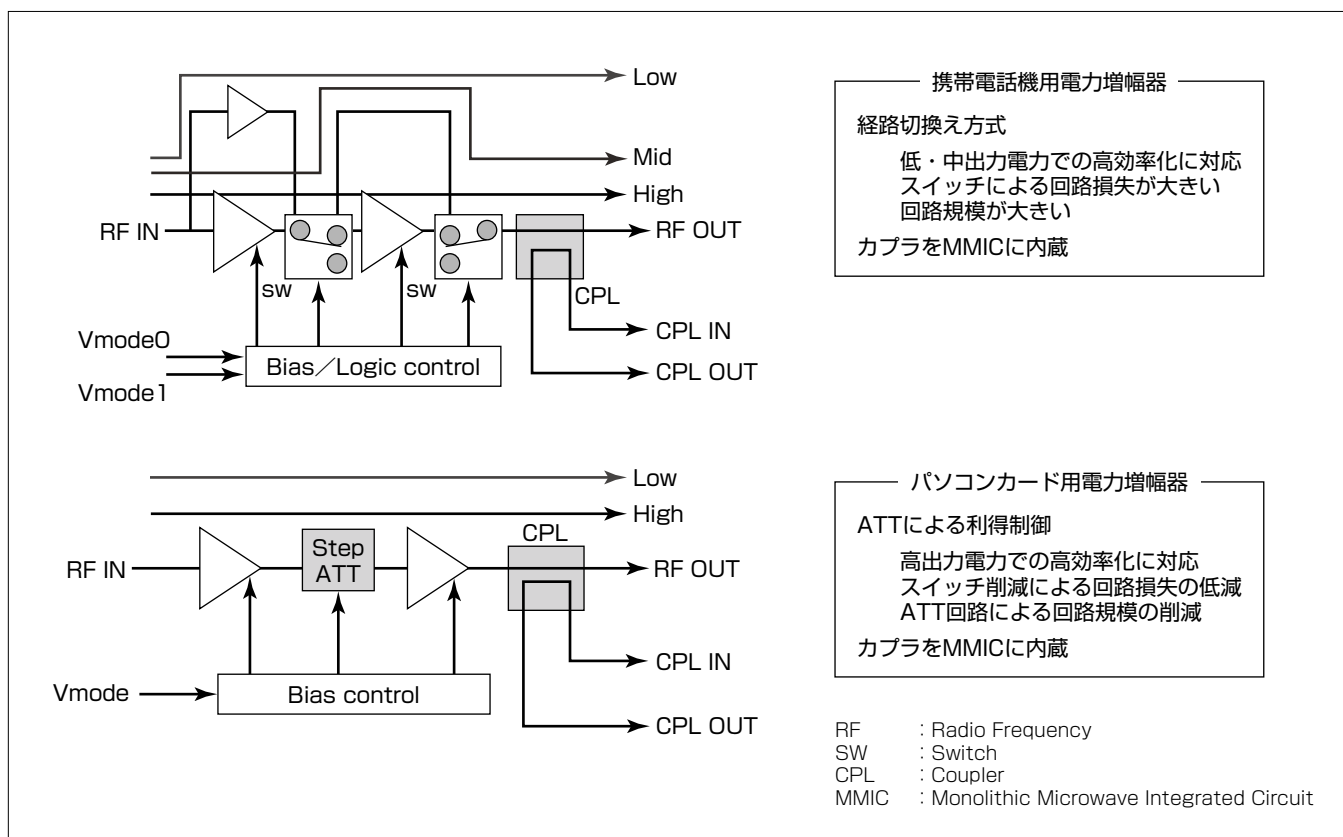 Low
Mid
High
RF IN
RF OUT
sw
sw
CPL
CPL IN
CPL OUT
Vmode0
Vmode1
Bias／Logic control
携帯電話機用電力増幅器
経路切換え方式
低・中出力電力での高効率化に対応
スイッチによる回路損失が大きい
回路規模が大きい
カプラをMMICに内蔵
Low
High
CPL
RF IN
Step
ATT
RF OUT
CPL IN
CPL OUT
Vmode
Bias control
パソコンカード用電力増幅器
ATTによる利得制御
高出力電力での高効率化に対応
スイッチ削減による回路損失の低減
ATT回路による回路規模の削減
カプラをMMICに内蔵
RF : Radio Frequency
SW : Switch
CPL : Coupler
MMIC : Monolithic Microwave Integrated Circuit